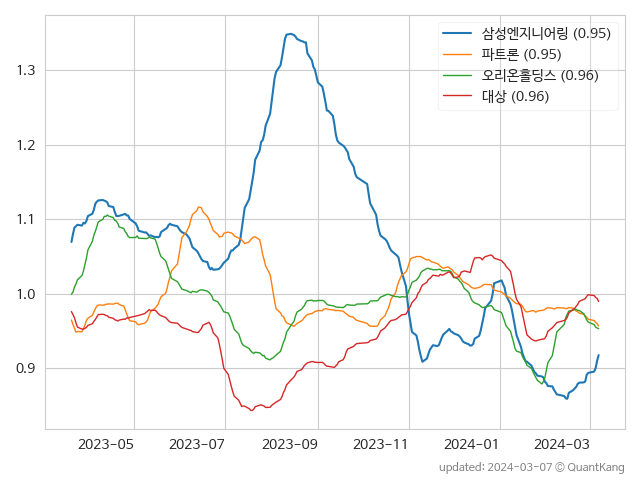 삼성엔지니어링 (0.95)
파트론 (0.95)
오리온홀딩스 (0.96)
대상 (0.96)
1.3
1.2
1.1
1.0
0.9
2023-05 2023-07 2023-09 2023-11 2024-01 2024-03
updated: 2024-03-07 © QuantKang